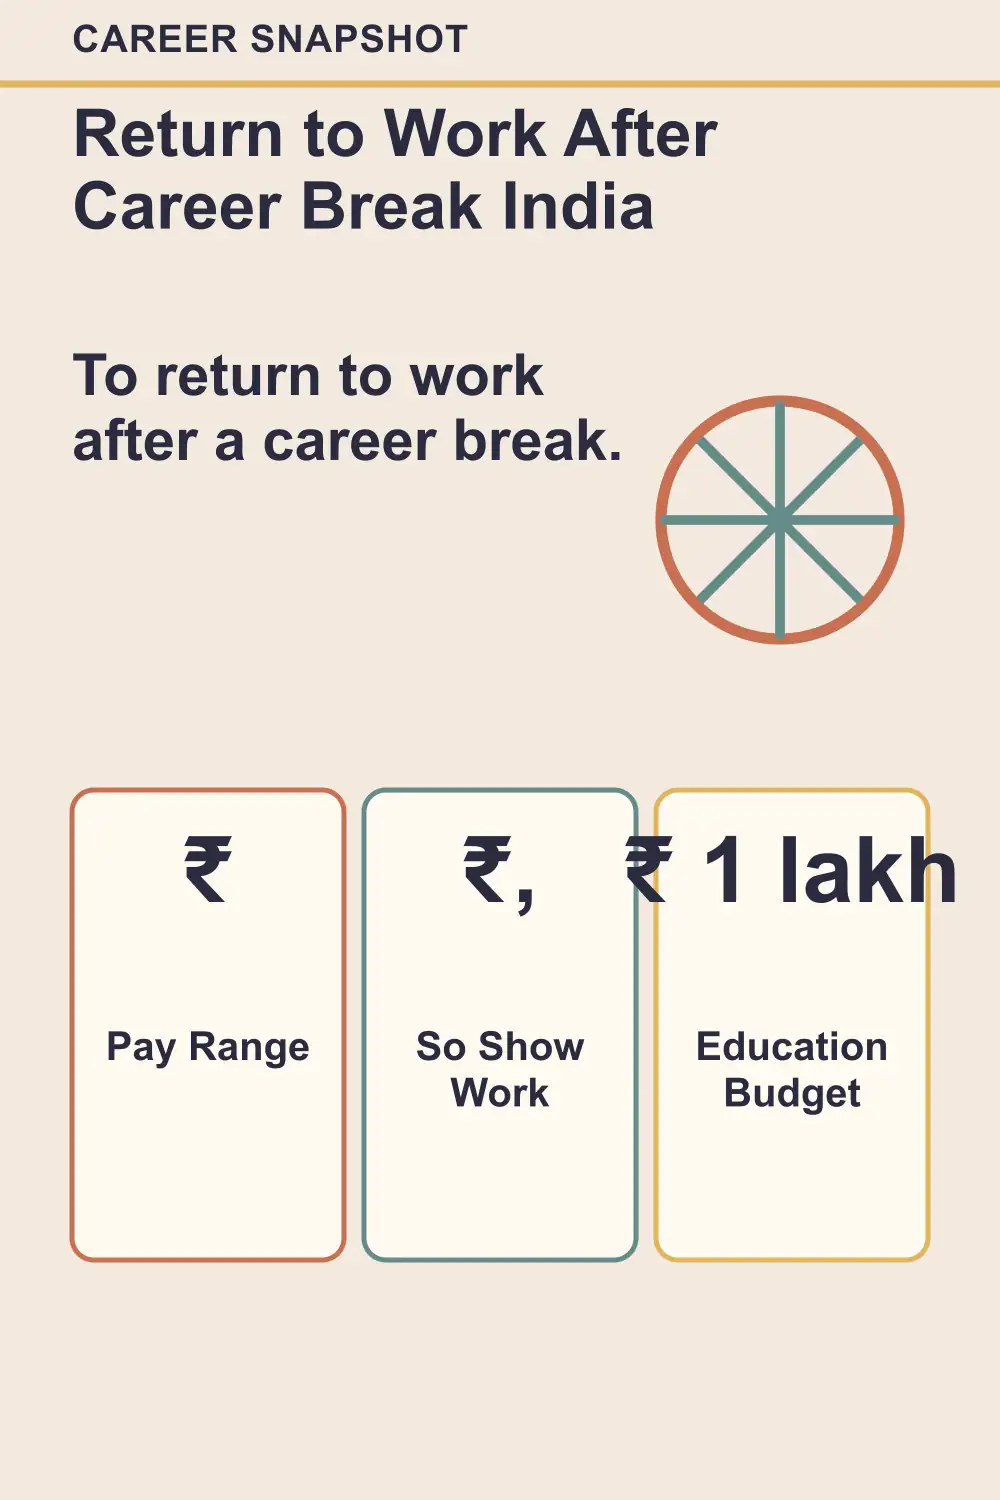 CAREER SNAPSHOT
Return to Work After
Career Break India
To return to work
after a career break.
₹
Pay Range
₹,
So Show
Work
₹ 1 lakh
Education
Budget